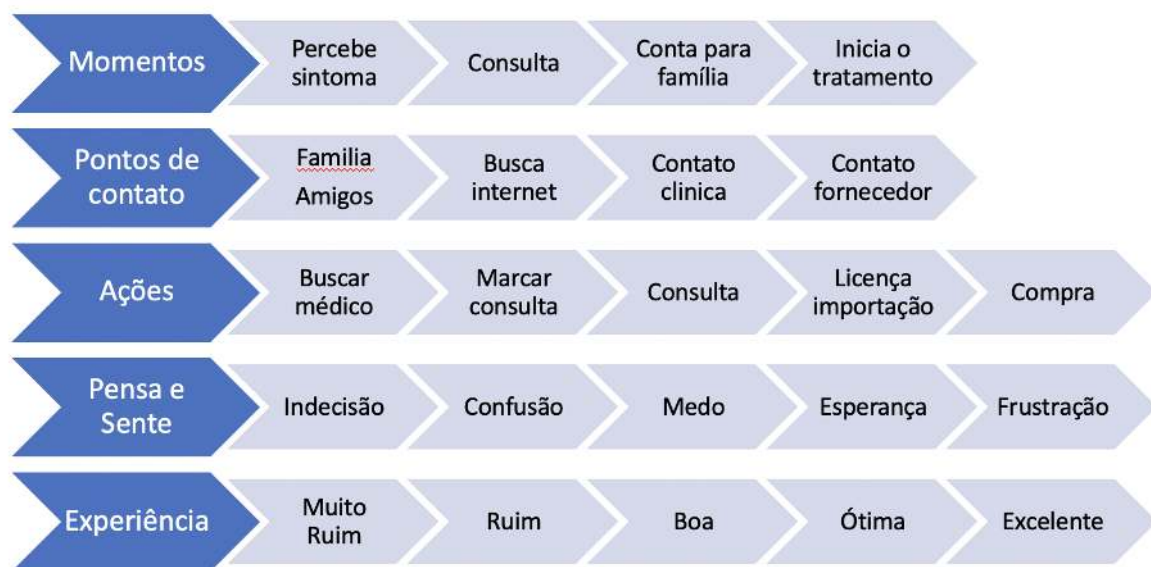 Momentos
Percebe
sintoma
Consulta
Conta para
família
Inicia o
tratamento
Pontos de
contato
Familia
Amigos
Busca
internet
Contato
clinica
Contato
fornecedor
Ações
Buscar
médico
Marcar
consulta
Consulta
Licença
importação
Compra
Pensa e
Sente
Indecisão
Confusão
Medo
Esperança
Frustração
Experiência
Muito
Ruim
Ruim
Boa
Ótima
Excelente